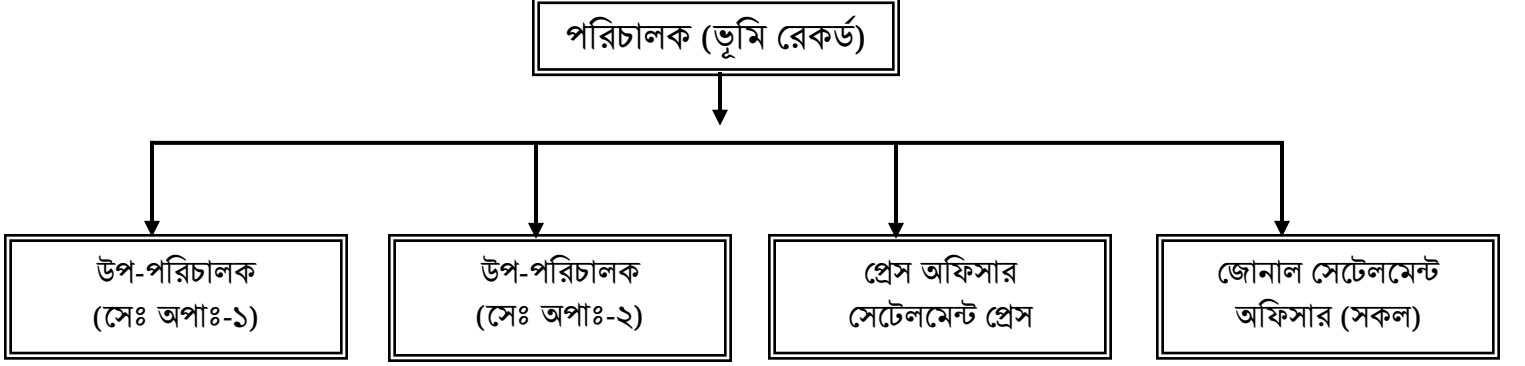 পরিচালক (ভূমি রেকর্ড)
উপ-পরিচালক
(সেঃ অপাঃ-১)
উপ-পরিচালক
(সেঃ অপাঃ-২)
প্রেস অফিসার
সেটেলমেন্ট প্রেস
জোনাল সেটেলমেন্ট
অফিসার (সকল)